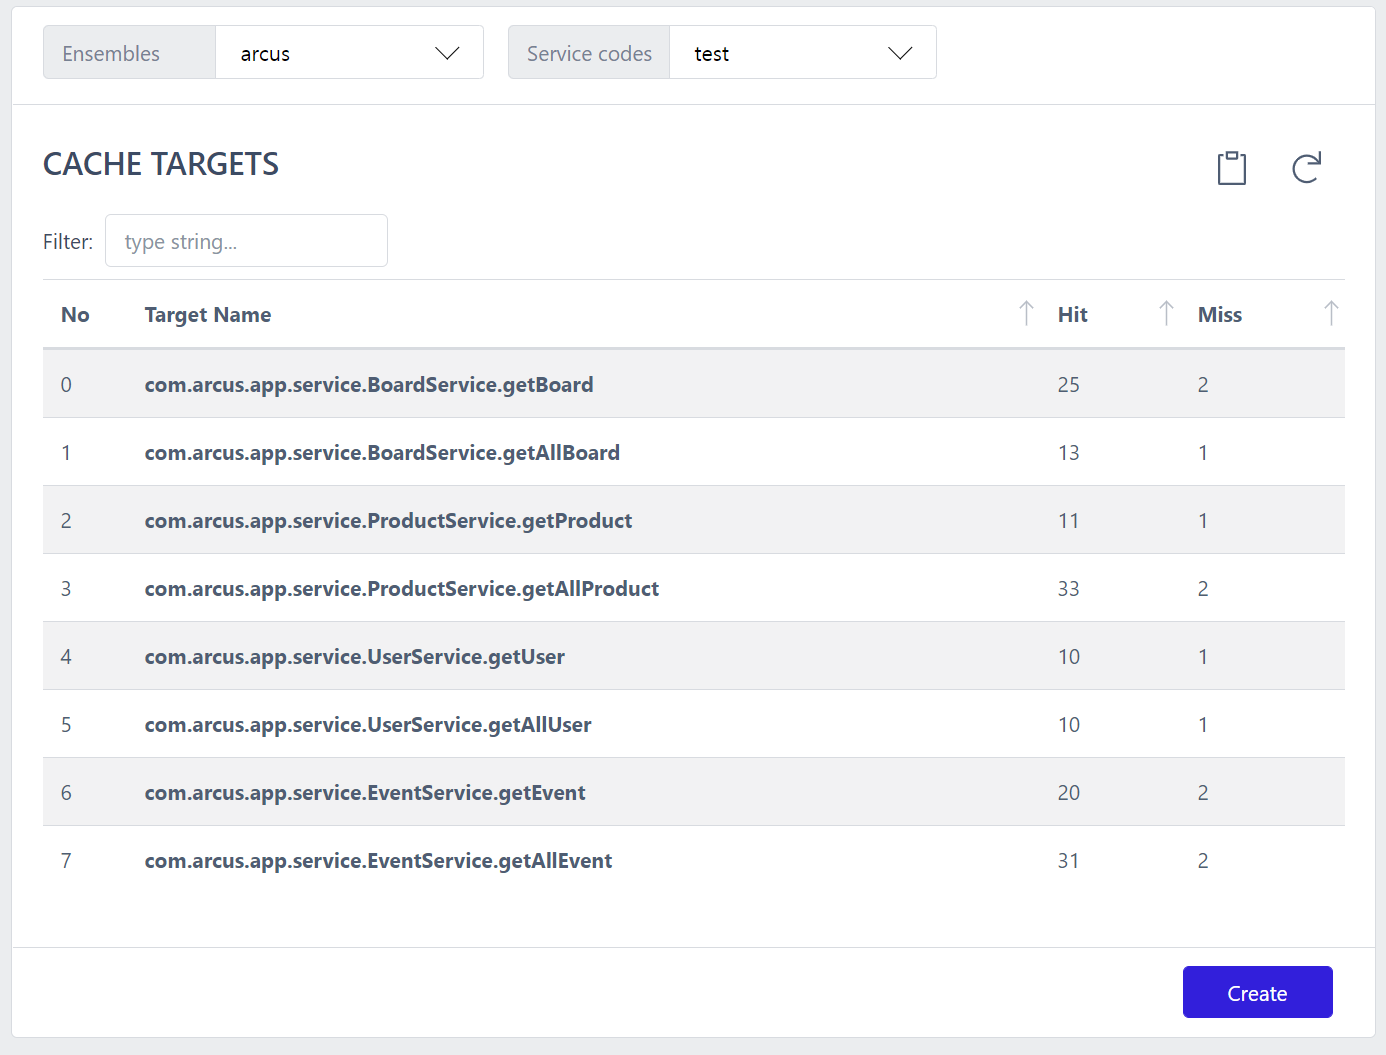 Ensembles arcus Service codes test
CACHE TARGETS
Filter: type string...
No Target Name Hit Miss
0 com.arcus.app.service.BoardService.getBoard 25 2
1 com.arcus.app.service.BoardService.getAllBoard 13 1
2 com.arcus.app.service.ProductService.getProduct 11 1
3 com.arcus.app.service.ProductService.getAllProduct 33 2
4 com.arcus.app.service.UserService.getUser 10 1
5 com.arcus.app.service.UserService.getAllUser 10 1
6 com.arcus.app.service.EventService.getEvent 20 2
7 com.arcus.app.service.EventService.getAllEvent 31 2
Create